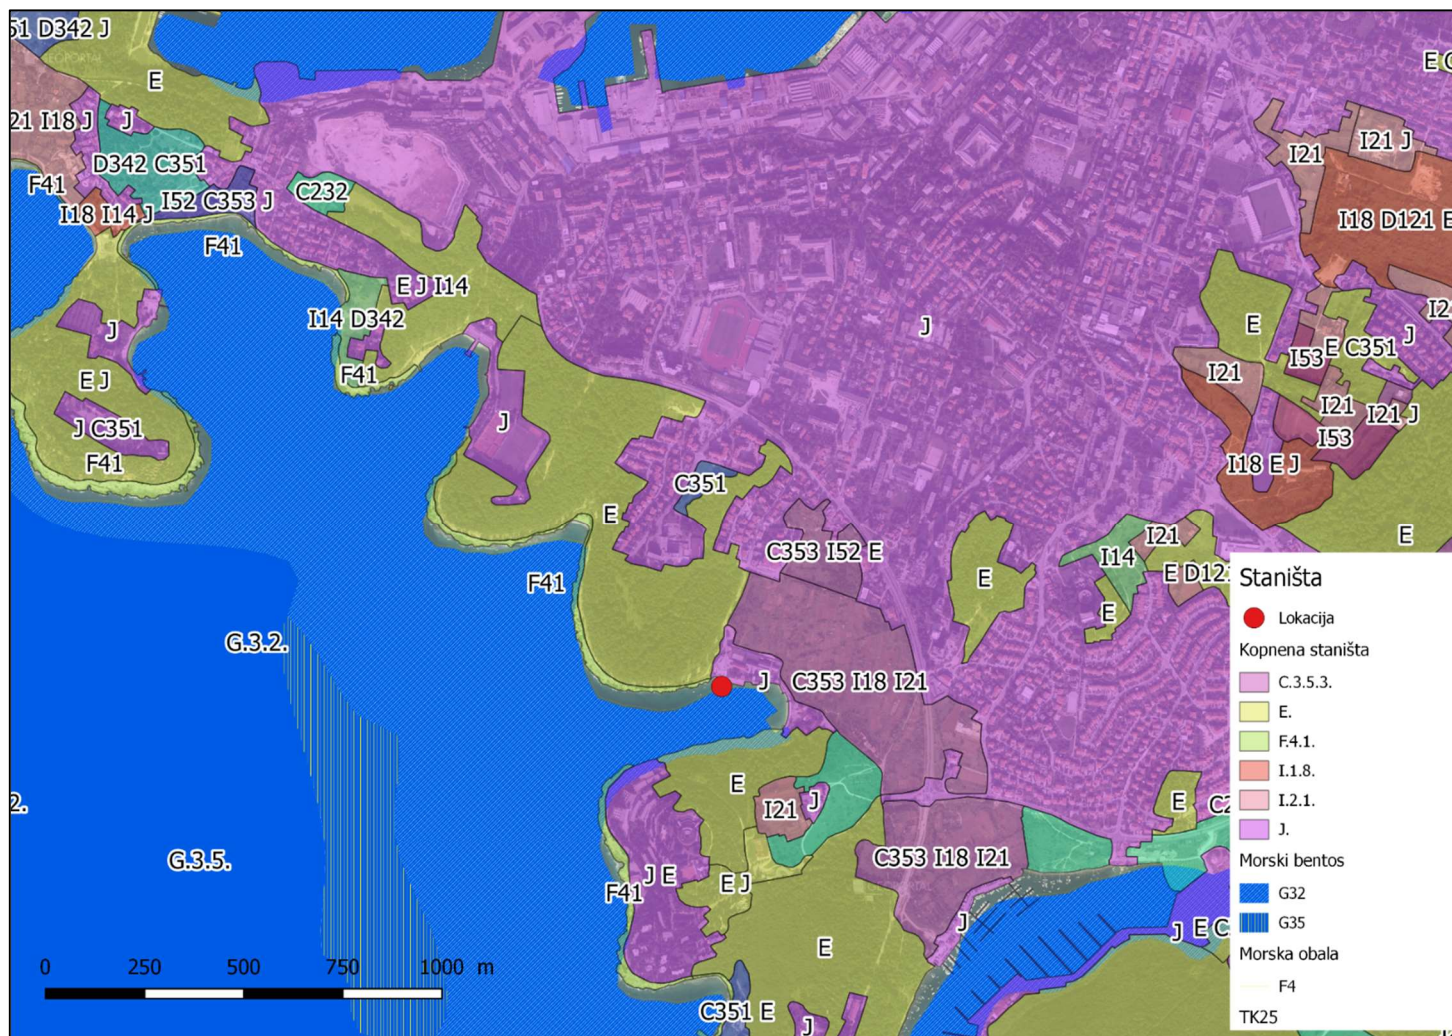 51 D342 J
E
E C
21 I18 J
J
D342 C351
I21 J
I21
F41
C232
I52 C353 J
I18 I14 J
F41
I18 D121 E
E J I14
I14 D342
J
J
E
J
I53
E C351
I21
F41
E J
J C351
J
I21
I21 J
I53
F41
I18 E J
C351
E
E
C353 I52 E
I21
I14
E D121
E
E
F41
G.3.2.
J
C353 I18 I21
E
I21
J
E
2.
G.3.5.
C353 I18 I21
J E
E J
F41
J
E
J E C
C351 E
J
Staništa
Lokacija
Kopnena staništa
C.3.5.3.
E.
F.4.1.
I.1.8.
I.2.1.
J.
Morski bentos
G32
G35
Morska obala
F4
TK25
0 250 500 750 1000 m